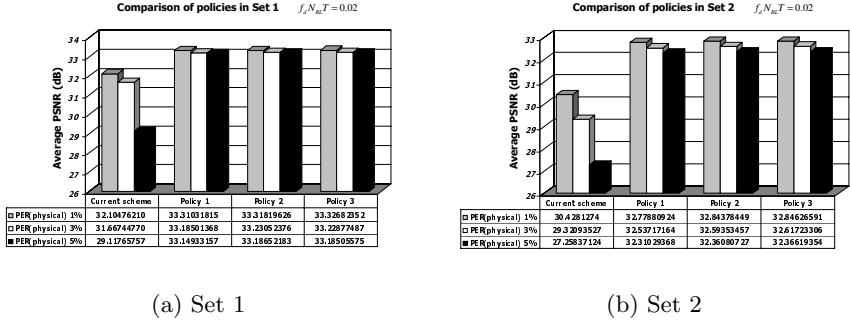 Comparison of policies in Set 1 f_d N_BL T = 0.02
Average PSNR (dB)
34
33
32
31
30
29
28
27
26
Current scheme Policy 1 Policy 2 Policy 3
PER(physical) 1% 32.10476210 33.31031815 33.31819626 33.32682352
PER(physical) 3% 31.66744770 33.18501368 33.23052376 33.22877487
PER(physical) 5% 29.11765757 33.14933157 33.18652183 33.18505575
(a) Set 1
Comparison of policies in Set 2 f_d N_BL T = 0.02
Average PSNR (dB)
33
32
31
30
29
28
27
26
Current scheme Policy 1 Policy 2 Policy 3
PER(physical) 1% 30.4281274 32.77880924 32.84378449 32.84626591
PER(physical) 3% 29.32093527 32.53717164 32.59353457 32.61723306
PER(physical) 5% 27.25837124 32.31029368 32.36080727 32.36619354
(b) Set 2